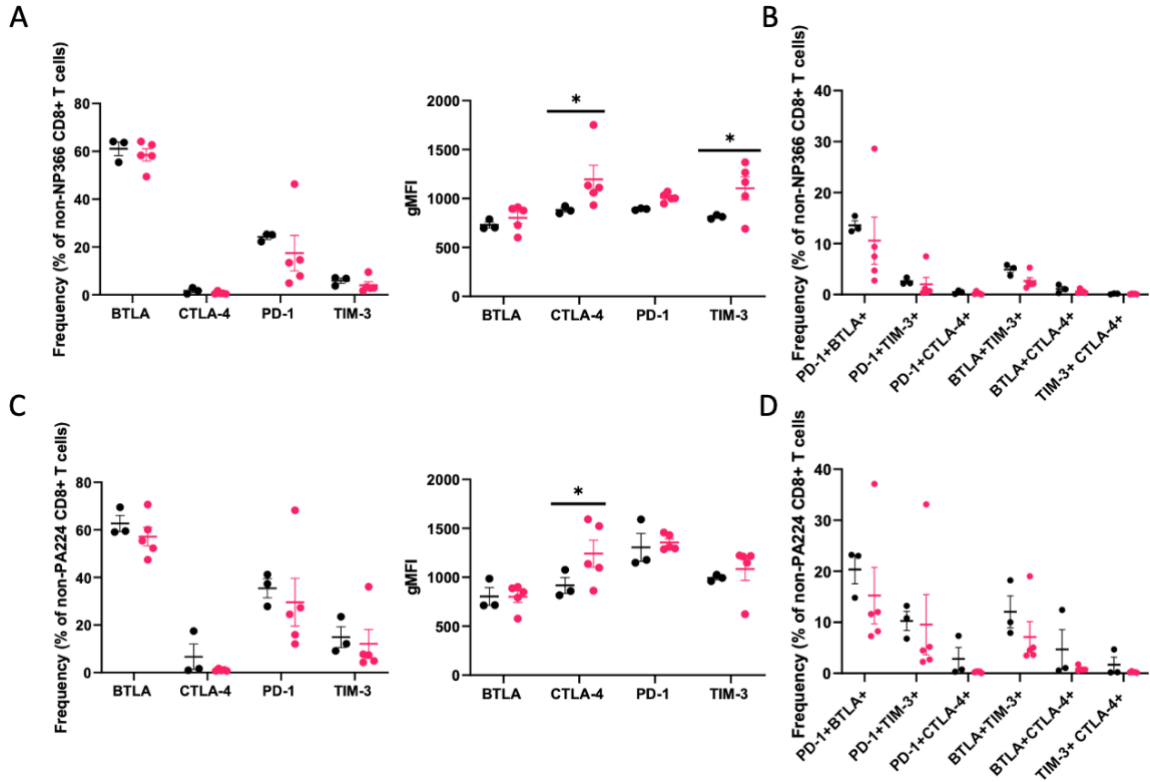 A
Frequency (% of non-NP366 CD8+ T cells)
80
60
40
20
0
BTLA
CTLA-4
PD-1
TIM-3
gMFI
2000
1500
1000
500
0
*
*
BTLA
CTLA-4
PD-1
TIM-3
B
Frequency (% of non-NP366 CD8+ T cells)
40
30
20
10
0
PD-1+BTLA+
PD-1+TIM-3+
PD-1+CTLA-4+
BTLA+TIM-3+
BTLA+CTLA-4+
TIM-3+ CTLA-4+
C
Frequency (% of non-PA224 CD8+ T cells)
80
60
40
20
0
BTLA
CTLA-4
PD-1
TIM-3
gMFI
2000
1500
1000
500
0
*
BTLA
CTLA-4
PD-1
TIM-3
D
Frequency (% of non-PA224 CD8+ T cells
40
30
20
10
0
PD-1+BTLA+
PD-1+TIM-3+
PD-1+CTLA-4+
BTLA+TIM-3+
BTLA+CTLA-4+
TIM-3+ CTLA-4+